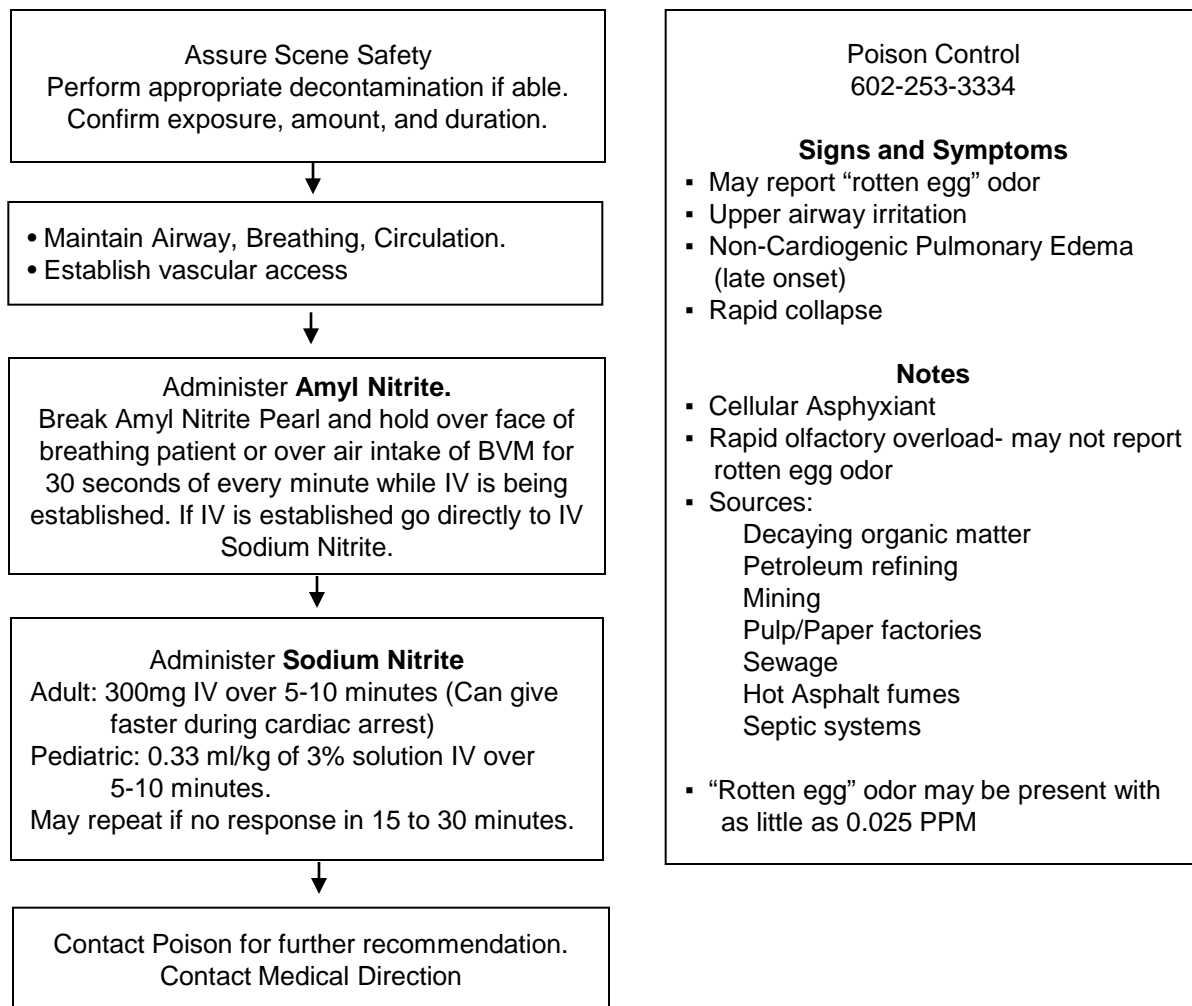 Assure Scene Safety
Perform appropriate decontamination if able.
Confirm exposure, amount, and duration.
• Maintain Airway, Breathing, Circulation.
• Establish vascular access
Administer Amyl Nitrite.
Break Amyl Nitrite Pearl and hold over face of
breathing patient or over air intake of BVM for
30 seconds of every minute while IV is being
established. If IV is established go directly to IV
Sodium Nitrite.
Administer Sodium Nitrite
Adult: 300mg IV over 5-10 minutes (Can give
faster during cardiac arrest)
Pediatric: 0.33 ml/kg of 3% solution IV over
5-10 minutes.
May repeat if no response in 15 to 30 minutes.
Contact Poison for further recommendation.
Contact Medical Direction
Poison Control
602-253-3334
Signs and Symptoms
▪ May report “rotten egg” odor
▪ Upper airway irritation
▪ Non-Cardiogenic Pulmonary Edema
(late onset)
▪ Rapid collapse
Notes
▪ Cellular Asphyxiant
▪ Rapid olfactory overload- may not report
rotten egg odor
▪ Sources:
Decaying organic matter
Petroleum refining
Mining
Pulp/Paper factories
Sewage
Hot Asphalt fumes
Septic systems
▪ “Rotten egg” odor may be present with
as little as 0.025 PPM